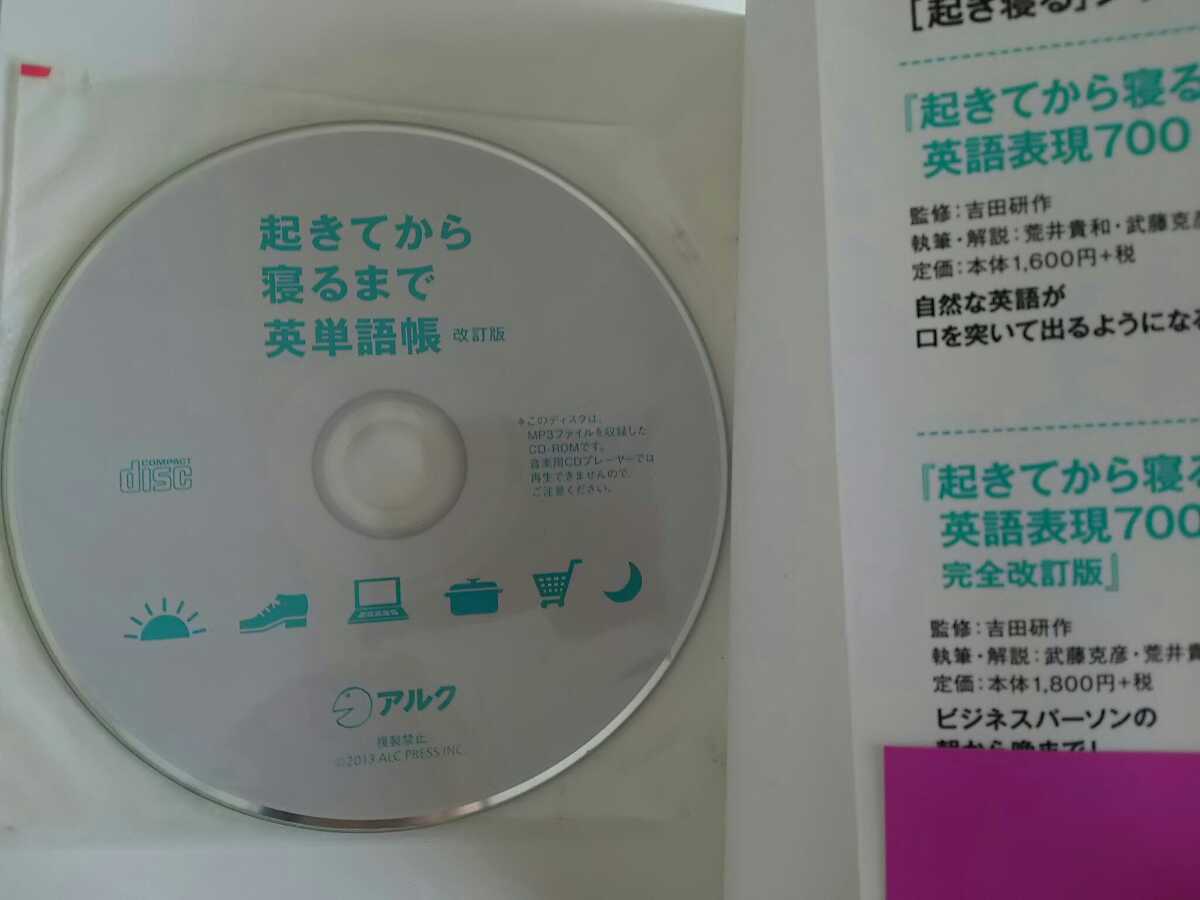 起きてから
寝るまで
英単語帳 改訂版
COMPACT
disc
*このディスクは、
MP3ファイルを収録した
CD-ROMです。
音楽用CDプレーヤーでは
再生できませんので、
ご注意ください。
アルク
複製禁止
©2013 ALC PRESS INC.
[起き寝る]
『起きてから寝る
英語表現700
監修：吉田研作
執筆・解説：荒井貴和・武藤克彦
定価：本体1,600円+税
自然な英語が
口を突いて出るようになる
『起きてから寝る
英語表現700
完全改訂版』
監修：吉田研作
執筆・解説：武藤克彦・荒井貴
定価：本体1,800円+税
ビジネスパーソンの
朝から晩まで!